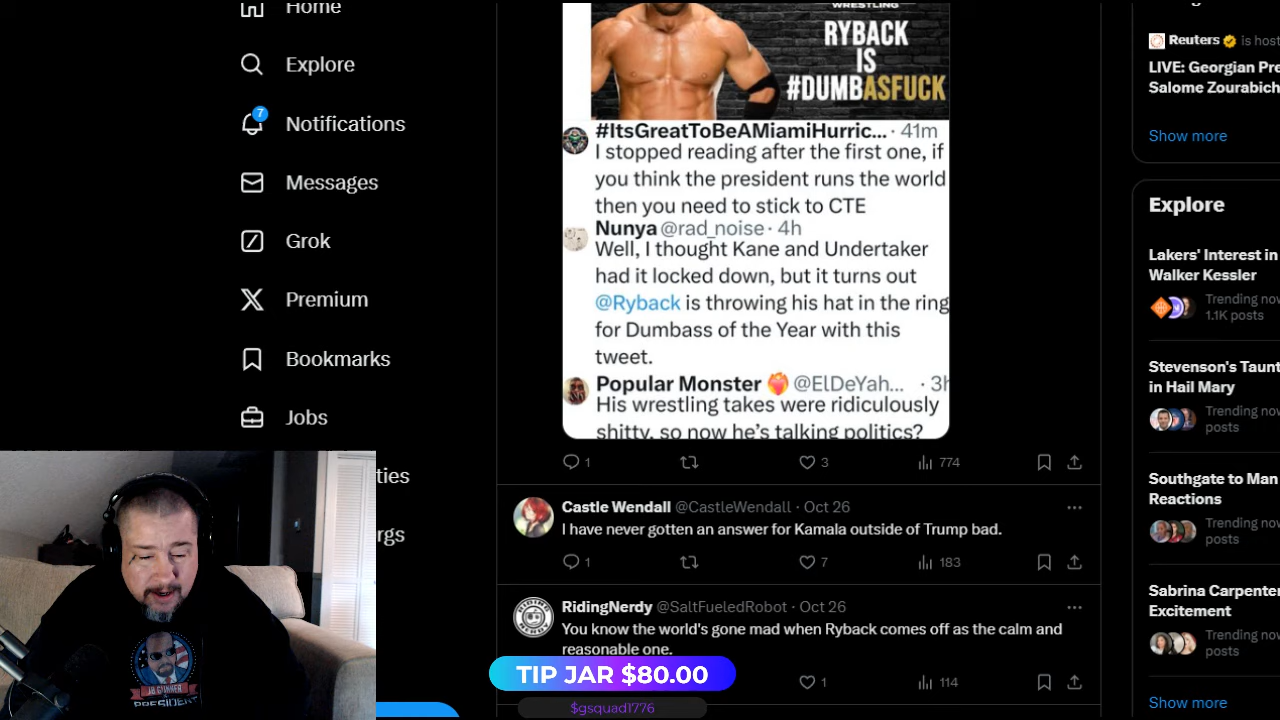 Home
Explore
7
Notifications
Messages
Grok
Premium
Bookmarks
Jobs
ties
rgs
WRESTLING
RYBACK
IS
#DUMBASFUCK
#ItsGreatToBeAMiamiHurric... · 41m
I stopped reading after the first one, if
you think the president runs the world
then you need to stick to CTE
Nunya @rad_noise · 4h
Well, I thought Kane and Undertaker
had it locked down, but it turns out
@Ryback is throwing his hat in the ring
for Dumbass of the Year with this
tweet.
Popular Monster ❤️‍🔥 @ElDeYah... · 3h
His wrestling takes were ridiculously
shitty, so now he's talking politics?
1 3 774
Castle Wendall @CastleWendall · Oct 26
I have never gotten an answer for Kamala outside of Trump bad.
1 7 183
RidingNerdy @SaltFueledRobot · Oct 26
You know the world's gone mad when Ryback comes off as the calm and
reasonable one.
1 114
Reuters is host
LIVE: Georgian Pre
Salome Zourabich
Show more
Explore
Lakers' Interest in
Walker Kessler
Trending now
1.1K posts
Stevenson's Taunt
in Hail Mary
Trending now
posts
Southgate to Man
Reactions
Trending now
posts
Sabrina Carpenter
Excitement
Trending now
posts
Show more
TIP JAR $80.00
$gsquad1776
PRESIDENT